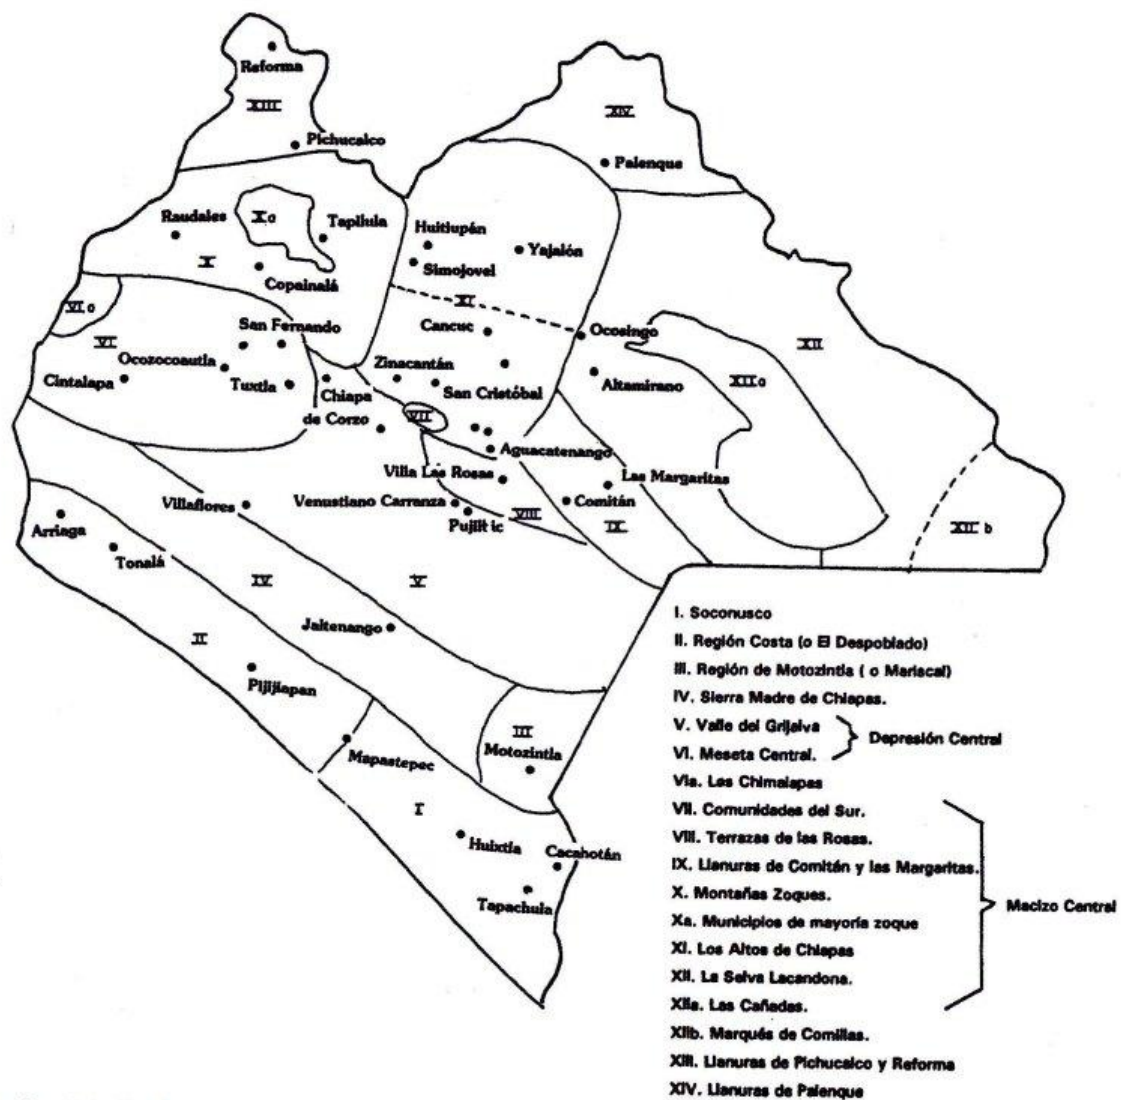 Reforma
XIII
Pichucalco
XIV
Palenque
Raudales
Xa
Tapilula
X
Copainalá
Huitiupán
Simojovel
Yajalón
XI
VI a
VI
San Fernando
Ocozocoautla
Cintalapa
Tuxtla
Cancuc
Ocosingo
XII
Zinacantán
Chiapa
de Corzo
San Cristóbal
Altamirano
XII a
VII
Aguacatenango
Villa Las Rosas
Las Margaritas
Villaflores
Venustiano Carranza
Comitán
Pujiltic
VIII
IX
XII b
Arriaga
Tonalá
IV
V
II
Jaltenango
Pijijiapan
III
Motozintla
Mapastepec
I
Huixtla
Cacahotán
Tapachula
I. Soconusco
II. Región Costa (o El Despoblado)
III. Región de Motozintla ( o Mariscal)
IV. Sierra Madre de Chiapas.
V. Valle del Grijalva
Depresión Central
VI. Meseta Central.
VIa. Los Chimalapas
VII. Comunidades del Sur.
VIII. Terrazas de las Rosas.
IX. Llanuras de Comitán y las Margaritas.
X. Montañas Zoques.
Macizo Central
Xa. Municipios de mayoría zoque
XI. Los Altos de Chiapas
XII. La Selva Lacandona.
XIIa. Las Cañadas.
XIIb. Marqués de Comillas.
XIII. Llanuras de Pichucalco y Reforma
XIV. Llanuras de Palenque